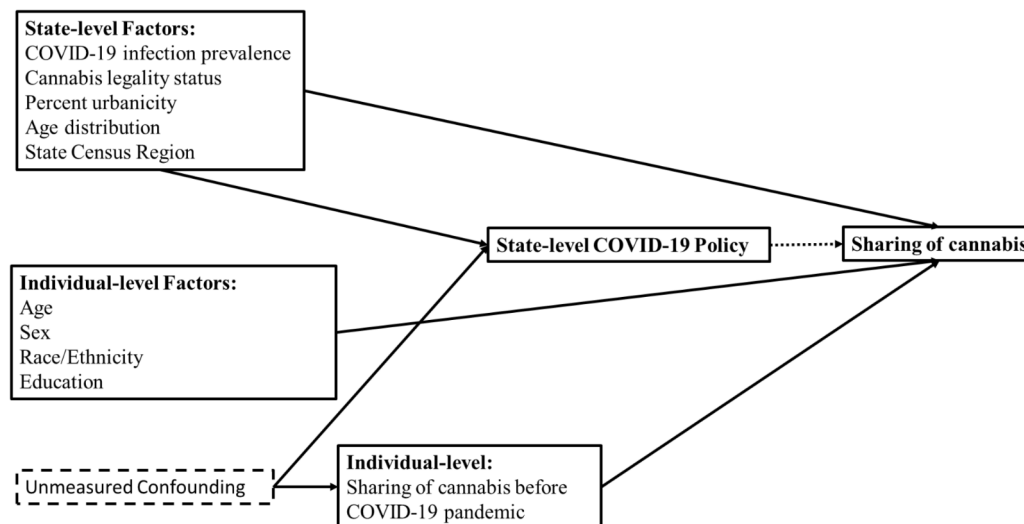 State-level Factors:
COVID-19 infection prevalence
Cannabis legality status
Percent urbanicity
Age distribution
State Census Region
State-level COVID-19 Policy
Sharing of cannabis
Individual-level Factors:
Age
Sex
Race/Ethnicity
Education
Unmeasured Confounding
Individual-level:
Sharing of cannabis before
COVID-19 pandemic